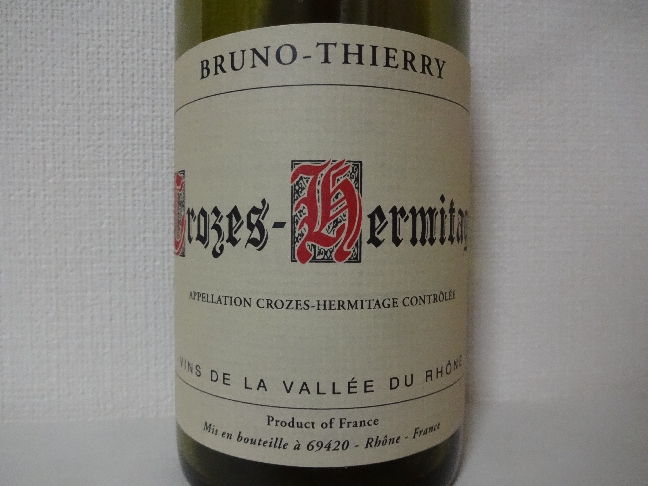 BRUNO-THIERRY
Crozes-Hermitag
APPELLATION CROZES-HERMITAGE CONTRÔLÉE
VINS DE LA VALLÉE DU RHÔNE
Product of France
Mis en bouteille à 69420 - Rhône - France